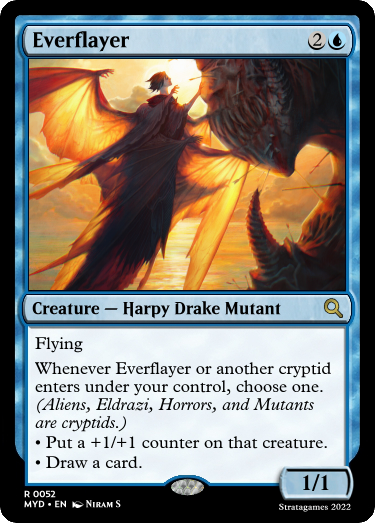 Everflayer 2
Creature — Harpy Drake Mutant
Flying
Whenever Everflayer or another cryptid
enters under your control, choose one.
(Aliens, Eldrazi, Horrors, and Mutants
are cryptids.)
• Put a +1/+1 counter on that creature.
• Draw a card.
1/1
R 0052
MYD • EN Niram S
Stratagames 2022